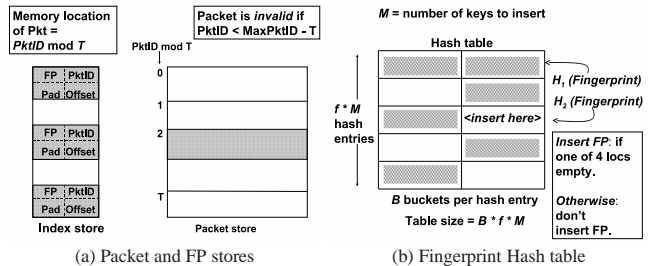 Memory location
of Pkt =
PktID mod T
Packet is invalid if
PktID < MaxPktID - T
PktID mod T
0
1
2
T
FP PktID
Pad Offset
FP PktID
Pad Offset
FP PktID
Pad Offset
Index store
Packet store
(a) Packet and FP stores
M = number of keys to insert
Hash table
f * M
hash
entries
<insert here>
H1 (Fingerprint)
H2 (Fingerprint)
Insert FP: if
one of 4 locs
empty.
Otherwise:
don't
insert FP.
B buckets per hash entry
Table size = B * f * M
(b) Fingerprint Hash table